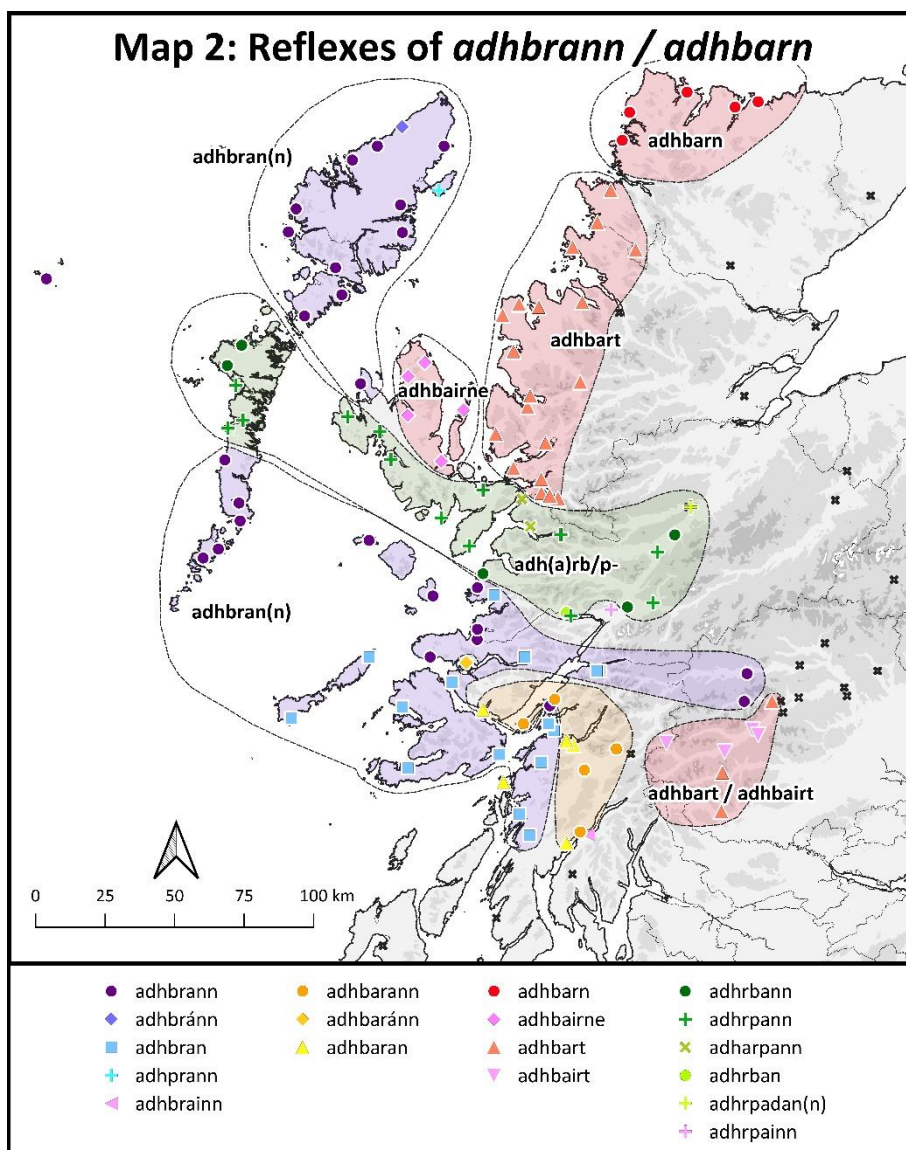 Map 2: Reflexes of adhbrann / adhbarn
adhbarn
adhbran(n)
adhbart
adhbairne
adh(a)rb/p-
adhbran(n)
adhbart / adhbairt
0 25 50 75 100 km
adhbrann
adhbránn
adhbran
adhprann
adhbrainn
adhbarann
adhbaránn
adhbaran
adhbarn
adhbairne
adhbart
adhbairt
adhrbann
adhrpann
adharpann
adhrban
adhrpadan(n)
adhrpainn